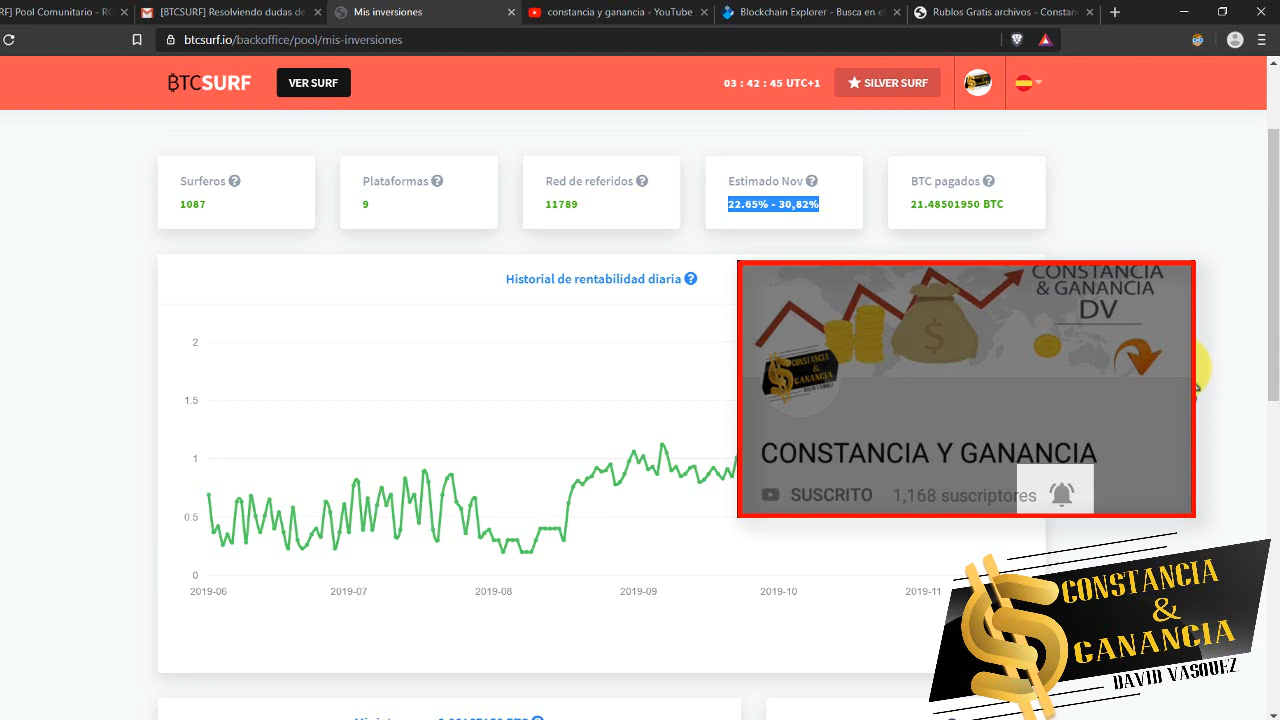 RF] Pool Comunitario - RO
[BTCSURF] Resolviendo dudas de
Mis inversiones
constancia y ganancia - YouTube
Blockchain Explorer - Busca en el
Rublos Gratis archivos - Constan
btcsurf.io/backoffice/pool/mis-inversiones
BTCSURF
VER SURF
03 : 42 : 45 UTC+1
SILVER SURF
Surferos
1087
Plataformas
9
Red de referidos
11789
Estimado Nov
22.65% - 30,82%
BTC pagados
21.48501950 BTC
Historial de rentabilidad diaria
2
1.5
1
0.5
0
2019-06
2019-07
2019-08
2019-09
2019-10
2019-11
CONSTANCIA
& GANANCIA
DV
CONSTANCIA
&
GANANCIA
CONSTANCIA Y GANANCIA
SUSCRITO 1,168 suscriptores
CONSTANCIA
&
GANANCIA
DAVID VASQUEZ